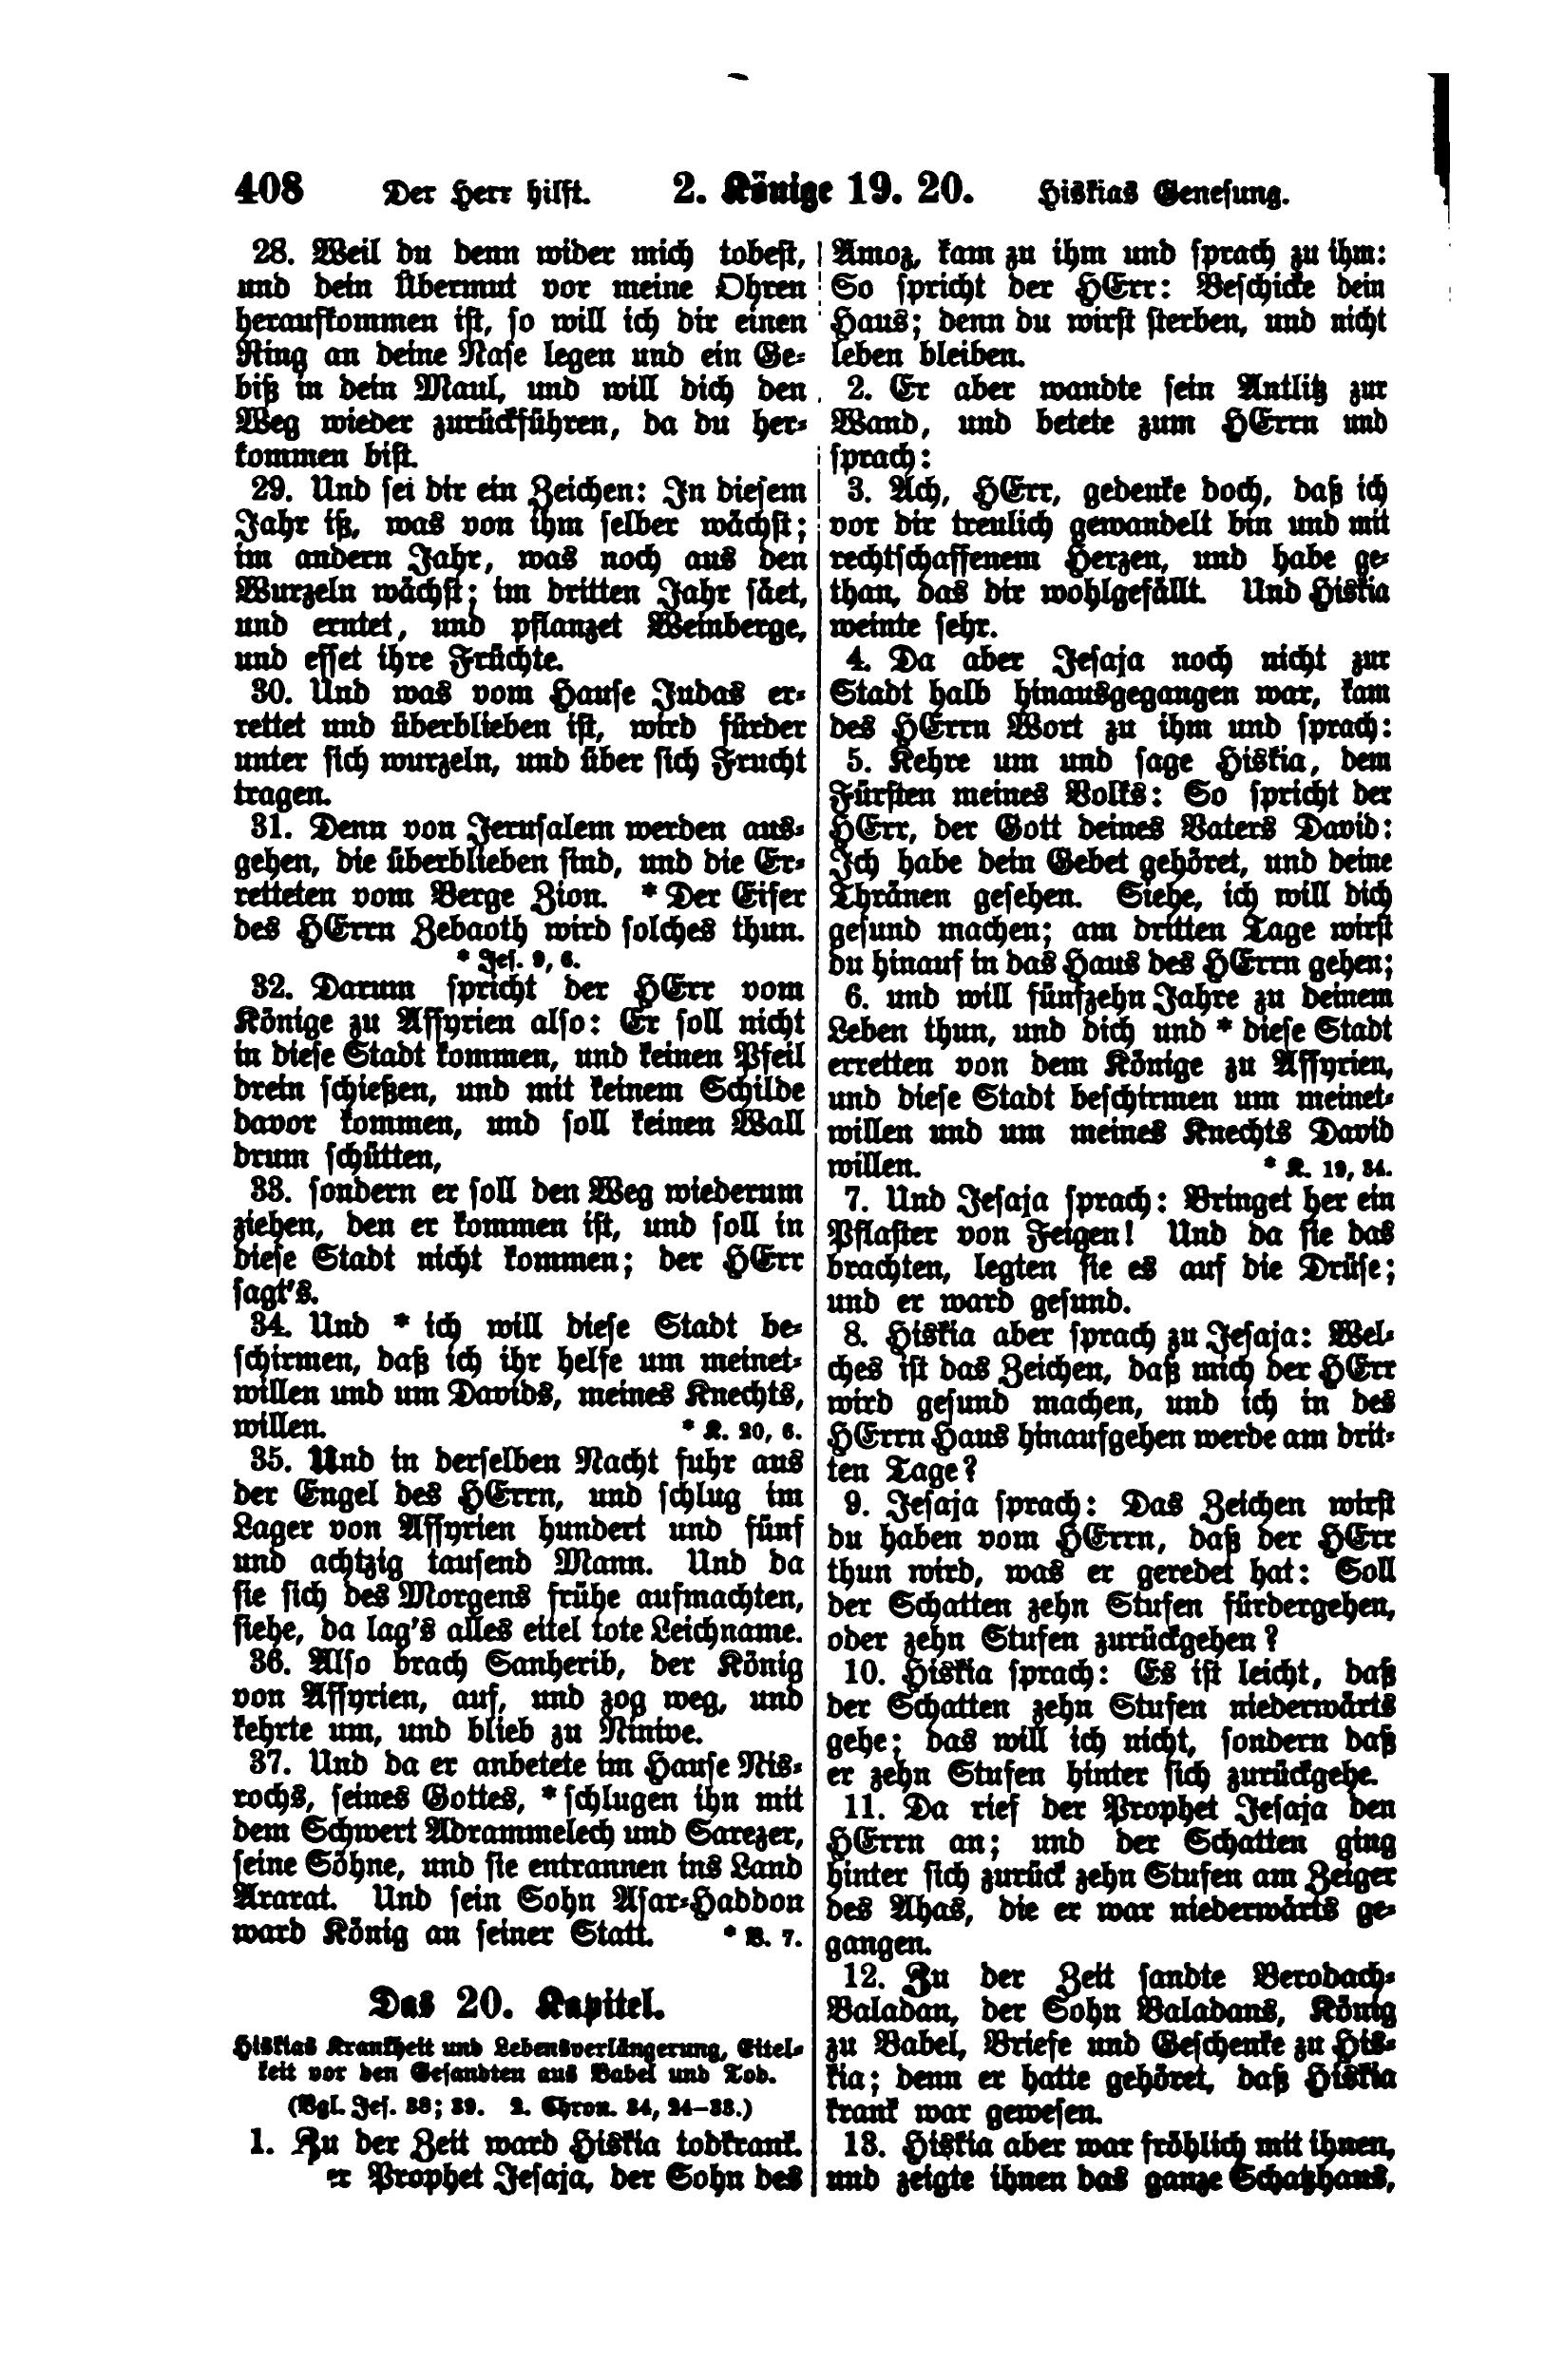 408 Der Herr hilft. 2. Könige 19. 20. Hiskias Genesung.
28. Weil du denn wider mich tobest,
und dein Übermut vor meine Ohren
heraufkommen ist, so will ich dir einen
Ring an deine Nase legen und ein Ge-
biß in dein Maul, und will dich den
Weg wieder zurückführen, da du her-
kommen bist.
29. Und sei dir ein Zeichen: In diesem
Jahr iß, was von ihm selber wächst;
im andern Jahr, was noch aus den
Wurzeln wächst; im dritten Jahr säet,
und erntet, und pflanzet Weinberge,
und esset ihre Früchte.
30. Und was vom Hause Judas er-
rettet und überblieben ist, wird fürder
unter sich wurzeln, und über sich Frucht
tragen.
31. Denn von Jerusalem werden aus-
gehen, die überblieben sind, und die Er-
retteten vom Berge Zion. * Der Eifer
des HErrn Zebaoth wird solches thun.
* Jes. 9, 6.
32. Darum spricht der HErr vom
Könige zu Assyrien also: Er soll nicht
in diese Stadt kommen, und keinen Pfeil
drein schießen, und mit keinem Schilde
davor kommen, und soll keinen Wall
drum schütten,
33. sondern er soll den Weg wiederum
ziehen, den er kommen ist, und soll in
diese Stadt nicht kommen; der HErr
sagt's.
34. Und * ich will diese Stadt be-
schirmen, daß ich ihr helfe um meinet-
willen und um Davids, meines Knechts,
willen. * K. 20, 6.
35. Und in derselben Nacht fuhr aus
der Engel des HErrn, und schlug im
Lager von Assyrien hundert und fünf
und achtzig tausend Mann. Und da
sie sich des Morgens frühe aufmachten,
siehe, da lag's alles eitel tote Leichname.
36. Also brach Sanherib, der König
von Assyrien, auf, und zog weg, und
kehrte um, und blieb zu Ninive.
37. Und da er anbetete im Hause Nis-
rochs, seines Gottes, * schlugen ihn mit
dem Schwert Adrammelech und Sarezer,
seine Söhne, und sie entrannen ins Land
Ararat. Und sein Sohn Asar-Haddon
ward König an seiner Statt. * V. 7.
Das 20. Kapitel.
Hiskias Krankheit und Lebensverlängerung, Eitel-
keit vor den Gesandten aus Babel und Tod.
(Vgl. Jes. 38; 39. 2. Chron. 34, 24–33.)
1. Zu der Zeit ward Hiskia todkrank.
er Prophet Jesaja, der Sohn des
Amoz, kam zu ihm und sprach zu ihm:
So spricht der HErr: Beschicke dein
Haus; denn du wirst sterben, und nicht
leben bleiben.
2. Er aber wandte sein Antlitz zur
Wand, und betete zum HErrn und
sprach:
3. Ach, HErr, gedenke doch, daß ich
vor dir treulich gewandelt bin und mit
rechtschaffenem Herzen, und habe ge-
than, das dir wohlgefällt. Und Hiskia
weinte sehr.
4. Da aber Jesaja noch nicht zur
Stadt halb hinausgegangen war, kam
des HErrn Wort zu ihm und sprach:
5. Kehre um und sage Hiskia, dem
Fürsten meines Volks: So spricht der
HErr, der Gott deines Vaters David:
Ich habe dein Gebet gehöret, und deine
Thränen gesehen. Siehe, ich will dich
gesund machen; am dritten Tage wirst
du hinauf in das Haus des HErrn gehen;
6. und will fünfzehn Jahre zu deinem
Leben thun, und dich und * diese Stadt
erretten von dem Könige zu Assyrien,
und diese Stadt beschirmen um meinet-
willen und um meines Knechts David
willen. * K. 19, 34.
7. Und Jesaja sprach: Bringet her ein
Pflaster von Feigen! Und da sie das
brachten, legten sie es auf die Drüse;
und er ward gesund.
8. Hiskia aber sprach zu Jesaja: Wel-
ches ist das Zeichen, daß mich der HErr
wird gesund machen, und ich in des
HErrn Haus hinaufgehen werde am drit-
ten Tage?
9. Jesaja sprach: Das Zeichen wirst
du haben vom HErrn, daß der HErr
thun wird, was er geredet hat: Soll
der Schatten zehn Stufen fürdergehen,
oder zehn Stufen zurückgehen?
10. Hiskia sprach: Es ist leicht, daß
der Schatten zehn Stufen niederwärts
gehe; das will ich nicht, sondern daß
er zehn Stufen hinter sich zurückgehe.
11. Da rief der Prophet Jesaja den
HErrn an; und der Schatten ging
hinter sich zurück zehn Stufen am Zeiger
des Ahas, die er war niederwärts ge-
gangen.
12. Zu der Zeit sandte Berodach-
Baladan, der Sohn Baladans, König
zu Babel, Briefe und Geschenke zu His-
kia; denn er hatte gehöret, daß Hiskia
krank war gewesen.
13. Hiskia aber war fröhlich mit ihnen,
und zeigte ihnen das ganze Schatzhaus,